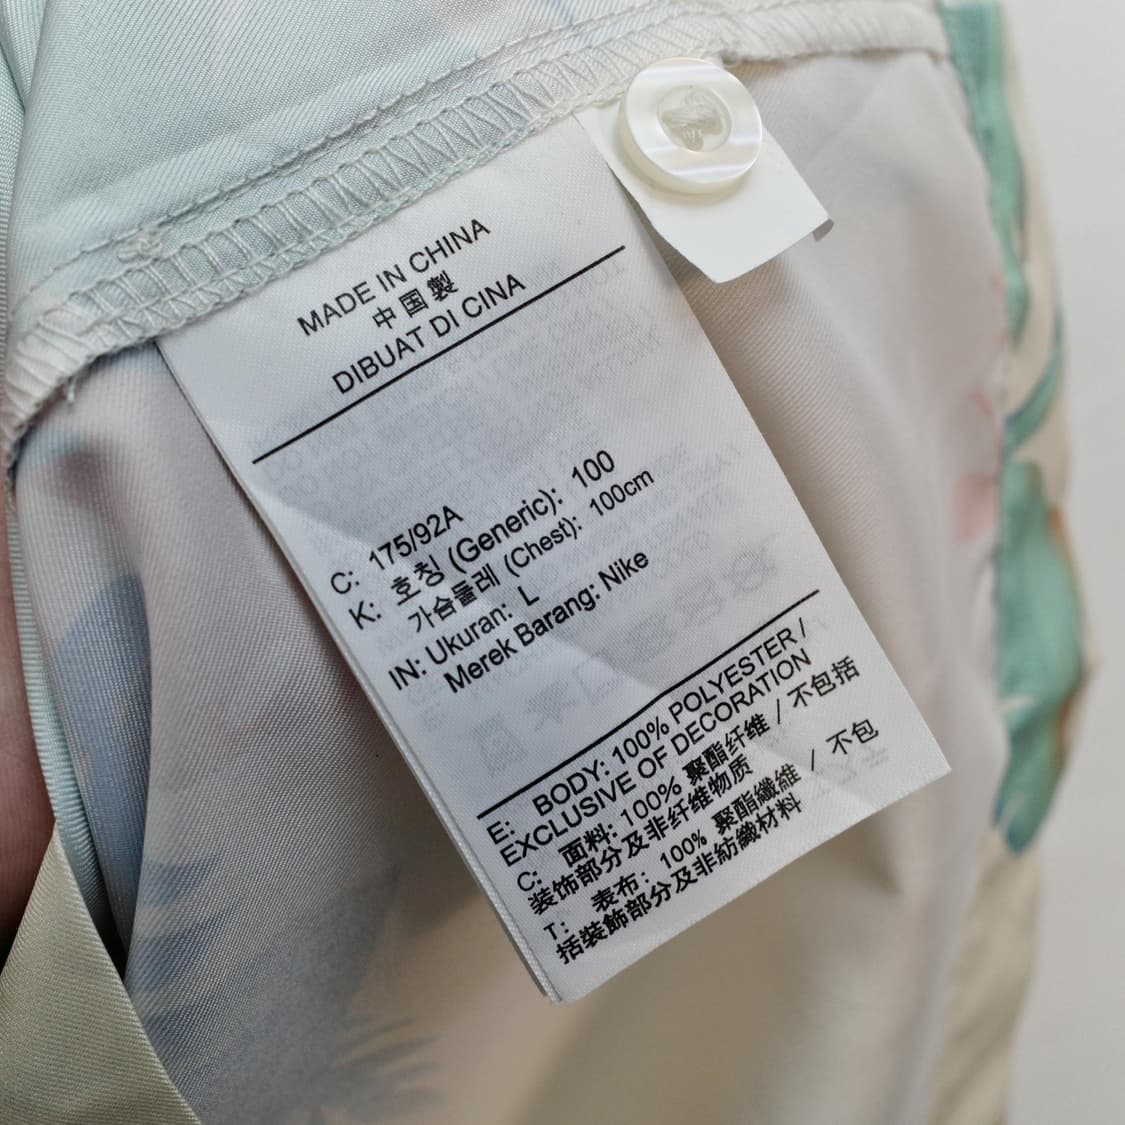 MADE IN CHINA
中国製
DIBUAT DI CINA
C: 175/92A
K: 호칭 (Generic): 100
가슴둘레 (Chest): 100cm
IN: Ukuran: L
Merek Barang: Nike
E: BODY: 100% POLYESTER /
EXCLUSIVE OF DECORATION
C: 面料: 100% 聚酯纤维 / 不包括
装饰部分及非纤维物质
T: 表布: 100% 聚酯纖維 / 不包
括裝飾部分及非紡織材料